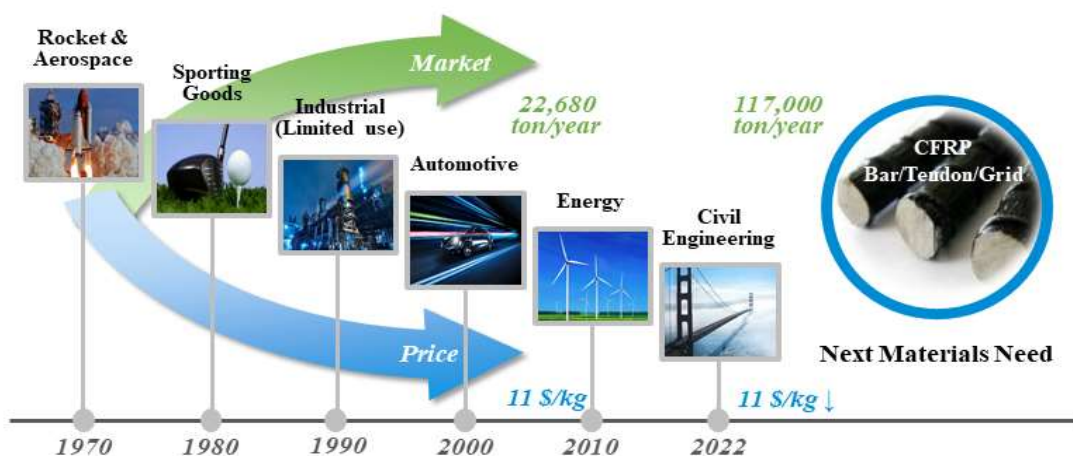 Rocket &
Aerospace
Sporting
Goods
Industrial
(Limited use)
Automotive
Energy
Civil
Engineering
Market
22,680
ton/year
117,000
ton/year
CFRP
Bar/Tendon/Grid
Price
Next Materials Need
11 $/kg
11 $/kg ↓
1970
1980
1990
2000
2010
2022